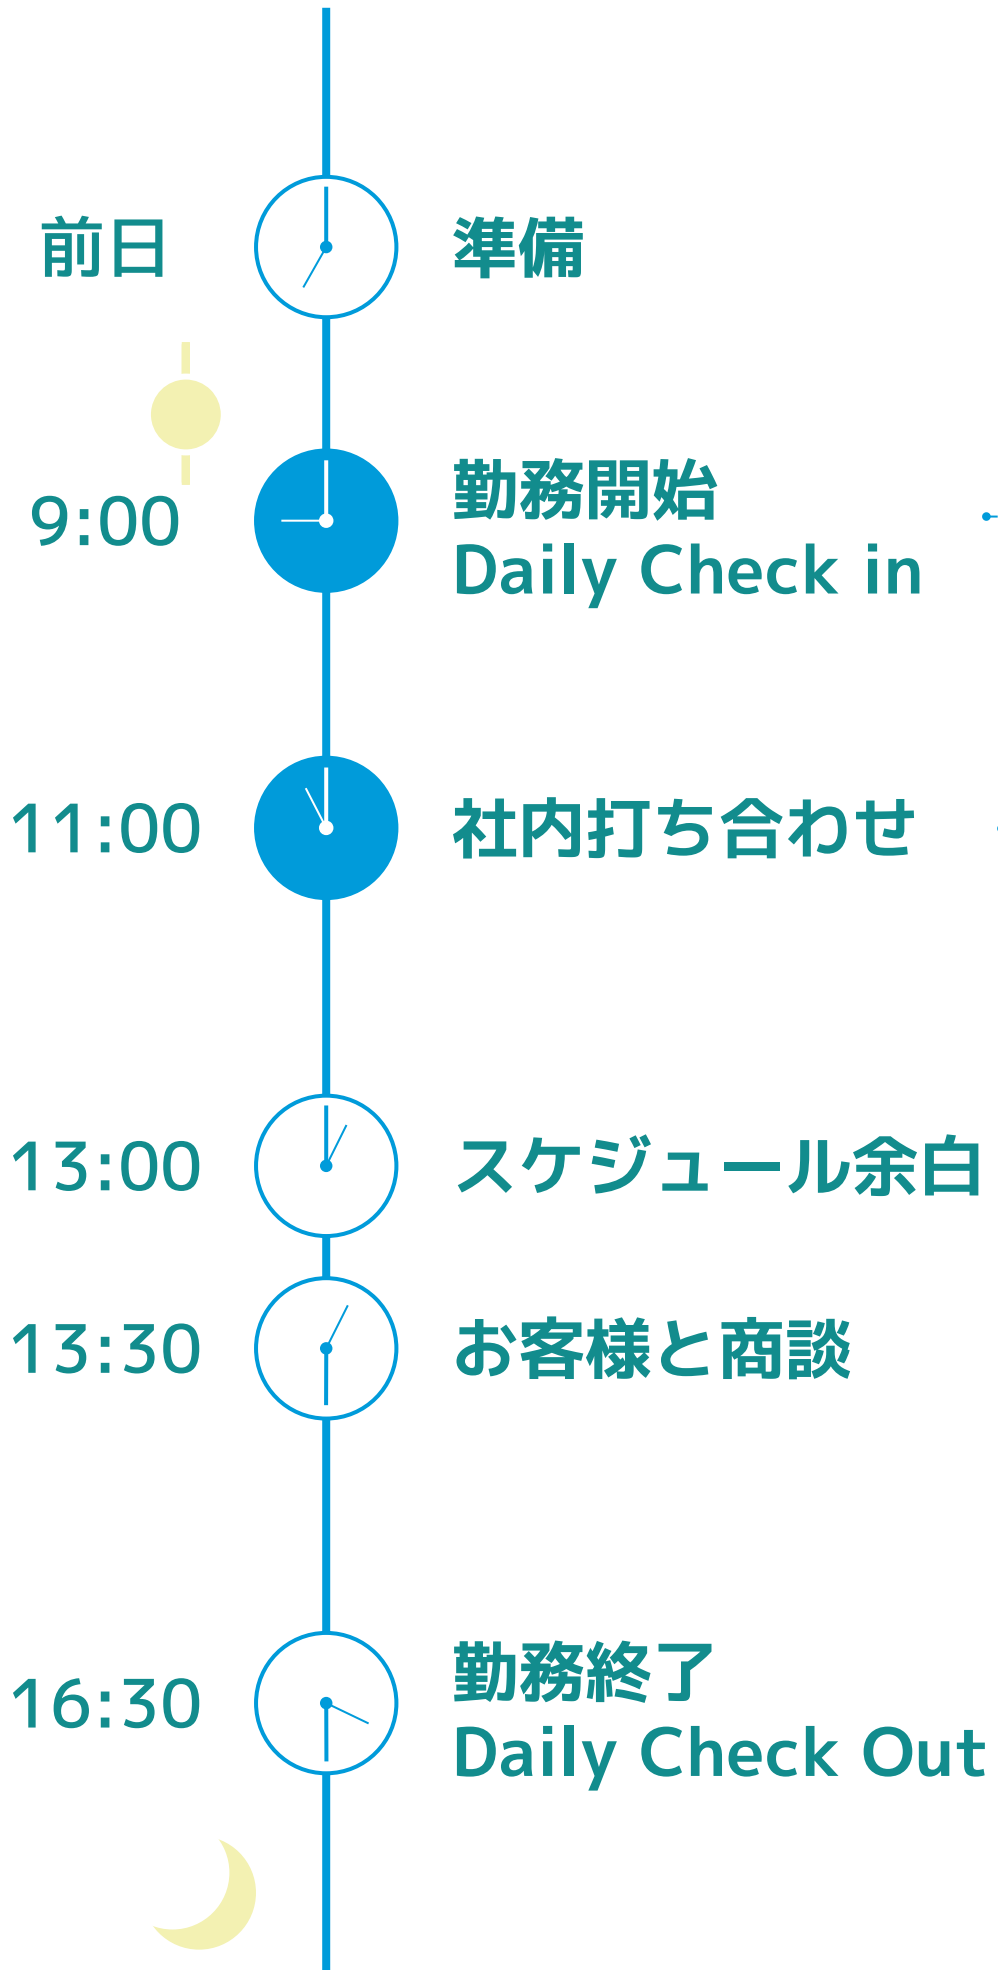 前日
準備
9:00
勤務開始
Daily Check in
11:00
社内打ち合わせ
13:00
スケジュール余白
13:30
お客様と商談
16:30
勤務終了
Daily Check Out